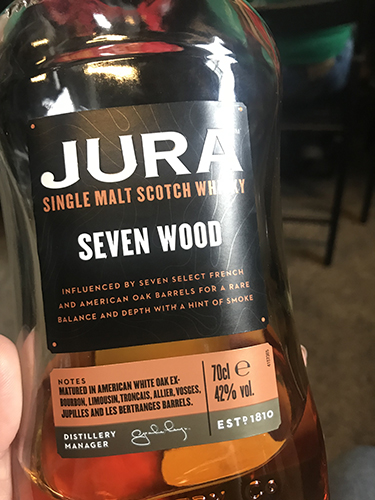 JURA
SINGLE MALT SCOTCH WHISKY
SEVEN WOOD
INFLUENCED BY SEVEN SELECT FRENCH
AND AMERICAN OAK BARRELS FOR A RARE
BALANCE AND DEPTH WITH A HINT OF SMOKE
NOTES
MATURED IN AMERICAN WHITE OAK EX-
BOURBON, LIMOUSIN, TRONCAIS, ALLIER, VOSGES,
JUPILLES AND LES BERTRANGES BARRELS.
70cl e
42% vol.
DISTILLERY
MANAGER
ESTD 1810